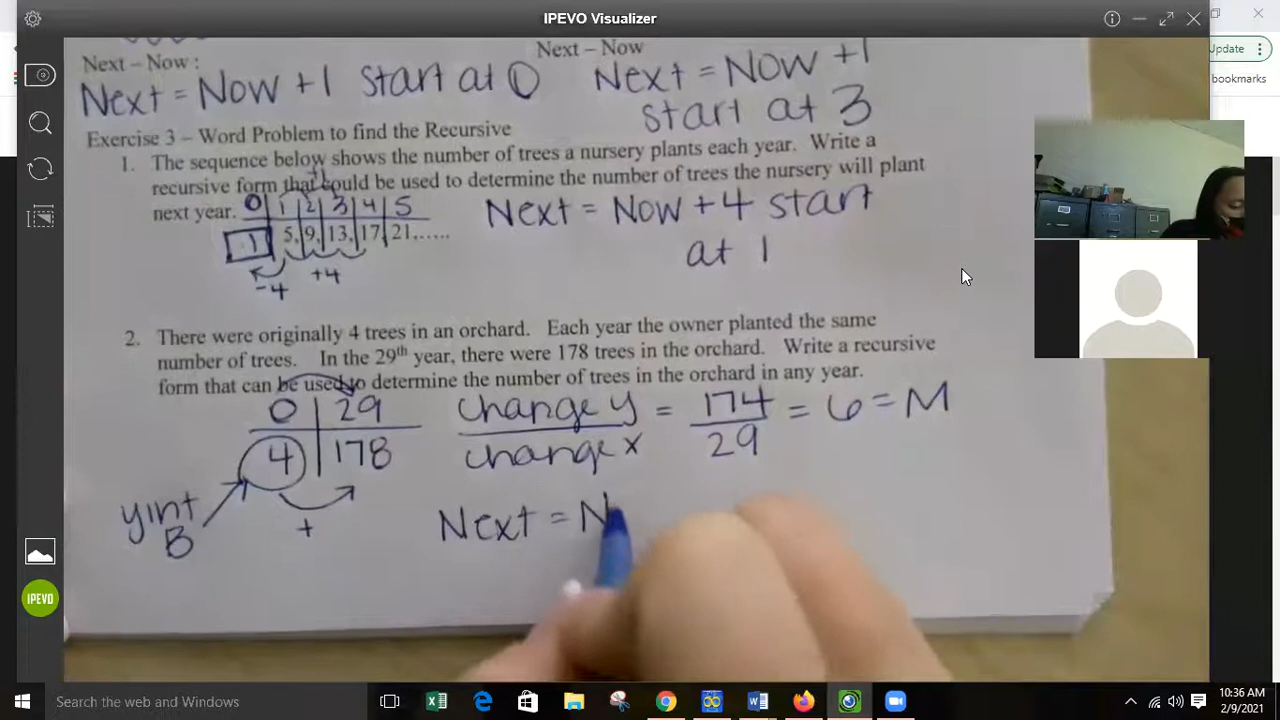 IPEVO Visualizer
Update
bookmarks
Next – Now :
Next – Now
Next = Now +1 start at 0
Next = Now +1
start at 3
Exercise 3 – Word Problem to find the Recursive
1. The sequence below shows the number of trees a nursery plants each year. Write a
recursive form that could be used to determine the number of trees the nursery will plant
next year.
0 1 2 3 4 5
1 5, 9, 13, 17, 21,.....
-4 +4
Next = Now +4 start
at 1
2. There were originally 4 trees in an orchard. Each year the owner planted the same
number of trees. In the 29th year, there were 178 trees in the orchard. Write a recursive
form that can be used to determine the number of trees in the orchard in any year.
0 29
4 178
+
yint
B
change y = 174 = 6 = M
change x 29
Next = N
IPEVO
Search the web and Windows
10:36 AM
2/9/2021